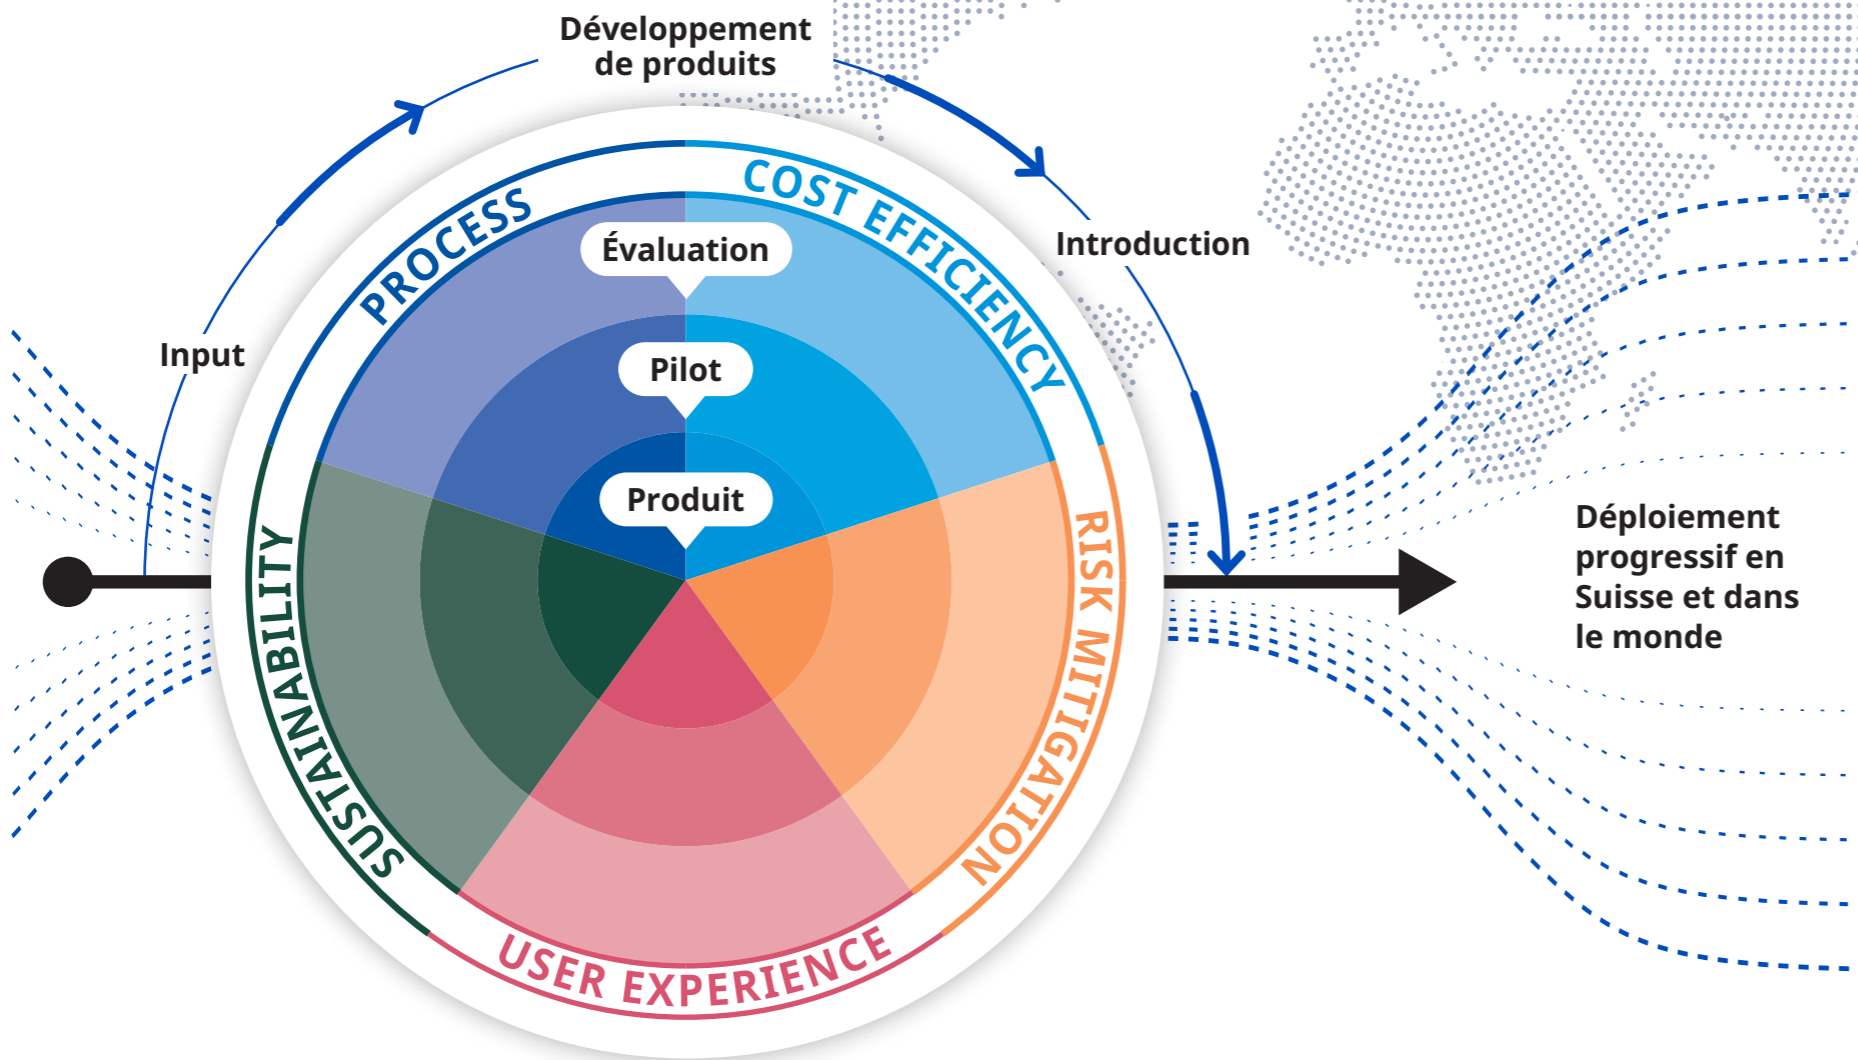 Développement
de produits
Input
Introduction
PROCESS
COST EFFICIENCY
RISK MITIGATION
USER EXPERIENCE
SUSTAINABILITY
Évaluation
Pilot
Produit
Déploiement
progressif en
Suisse et dans
le monde